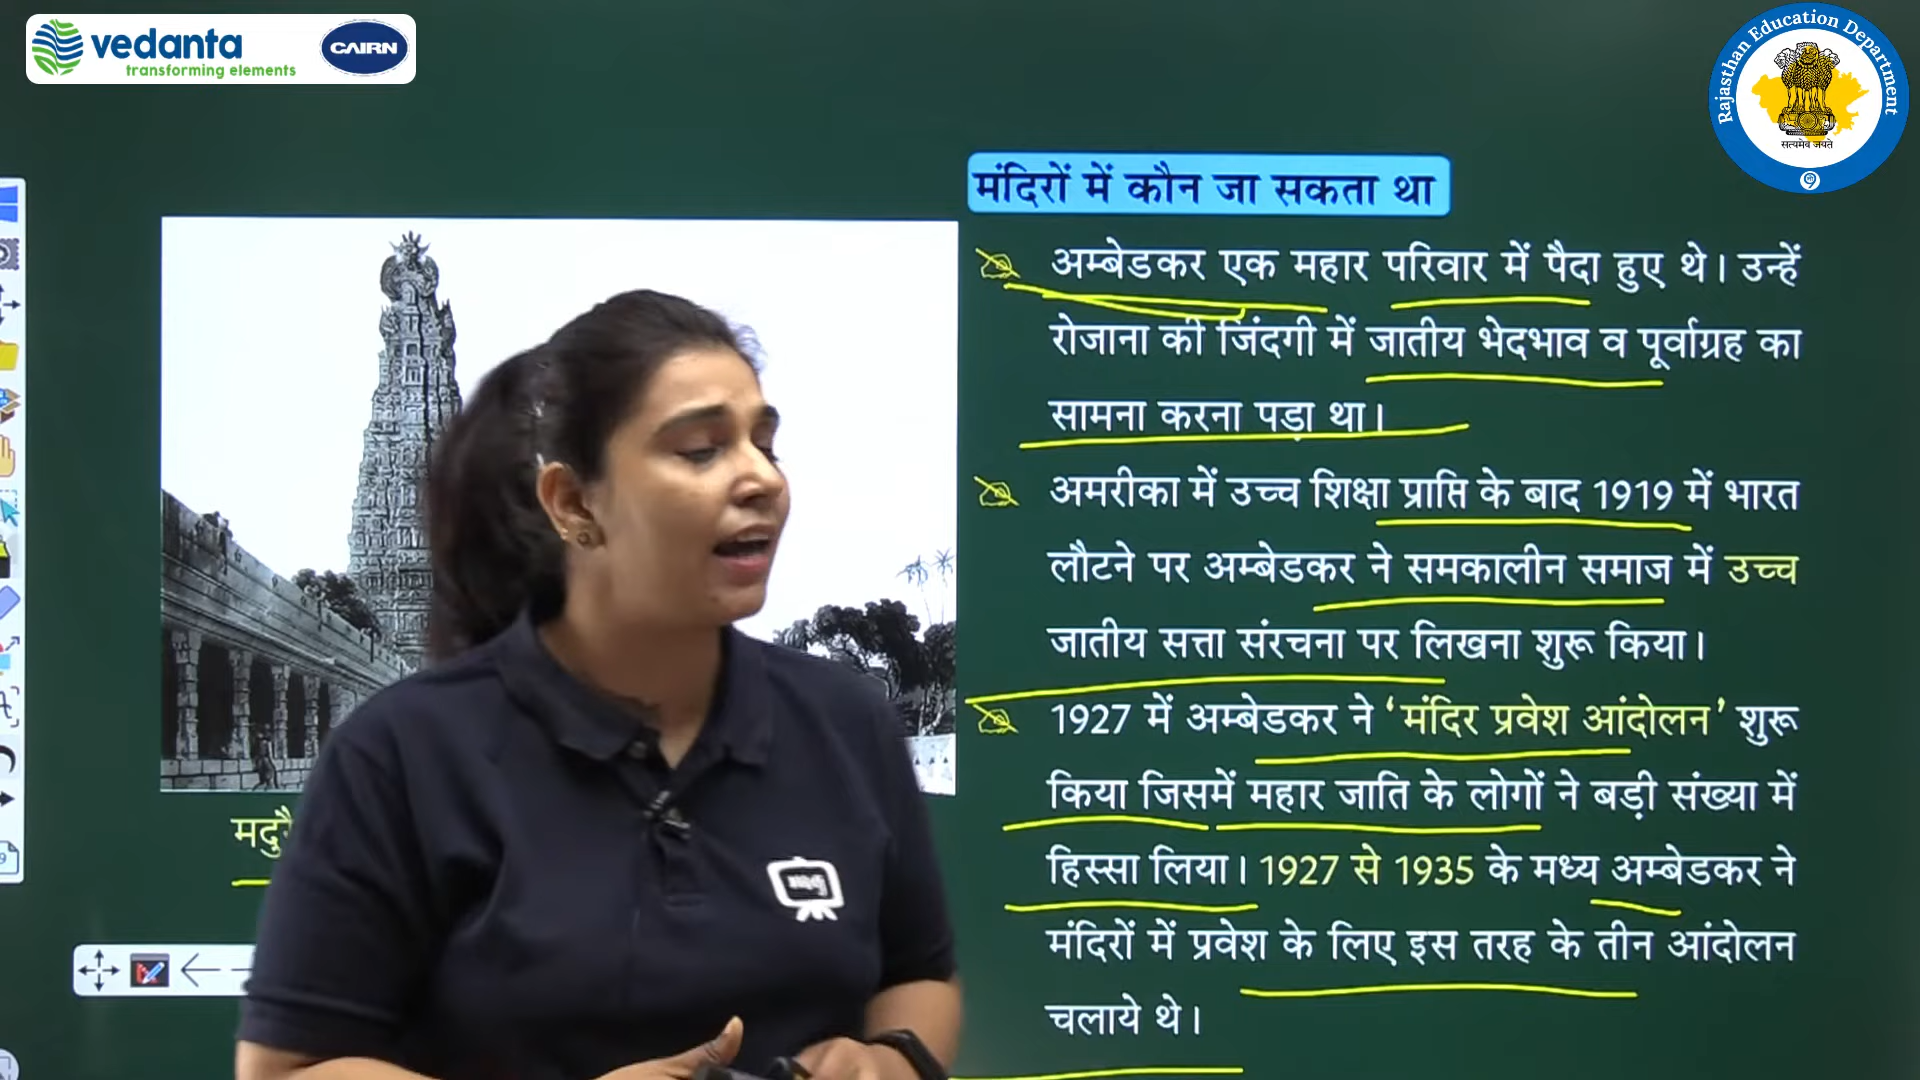 vedanta
transforming elements
CAIRN
Rajasthan Education Department
सत्यमेव जयते
मंदिरों में कौन जा सकता था
अम्बेडकर एक महार परिवार में पैदा हुए थे। उन्हें
रोजाना की जिंदगी में जातीय भेदभाव व पूर्वाग्रह का
सामना करना पड़ा था।
अमरीका में उच्च शिक्षा प्राप्ति के बाद 1919 में भारत
लौटने पर अम्बेडकर ने समकालीन समाज में उच्च
जातीय सत्ता संरचना पर लिखना शुरू किया।
1927 में अम्बेडकर ने ‘मंदिर प्रवेश आंदोलन’ शुरू
किया जिसमें महार जाति के लोगों ने बड़ी संख्या में
हिस्सा लिया। 1927 से 1935 के मध्य अम्बेडकर ने
मंदिरों में प्रवेश के लिए इस तरह के तीन आंदोलन
चलाये थे।